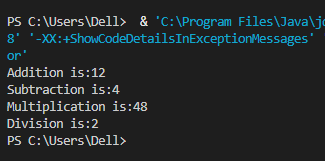 PS C:\Users\Dell>  & 'C:\Program Files\Java\
8' '-XX:+ShowCodeDetailsInExceptionMessages'
or'
Addition is:12
Subtraction is:4
Multiplication is:48
Division is:2
PS C:\Users\Dell>